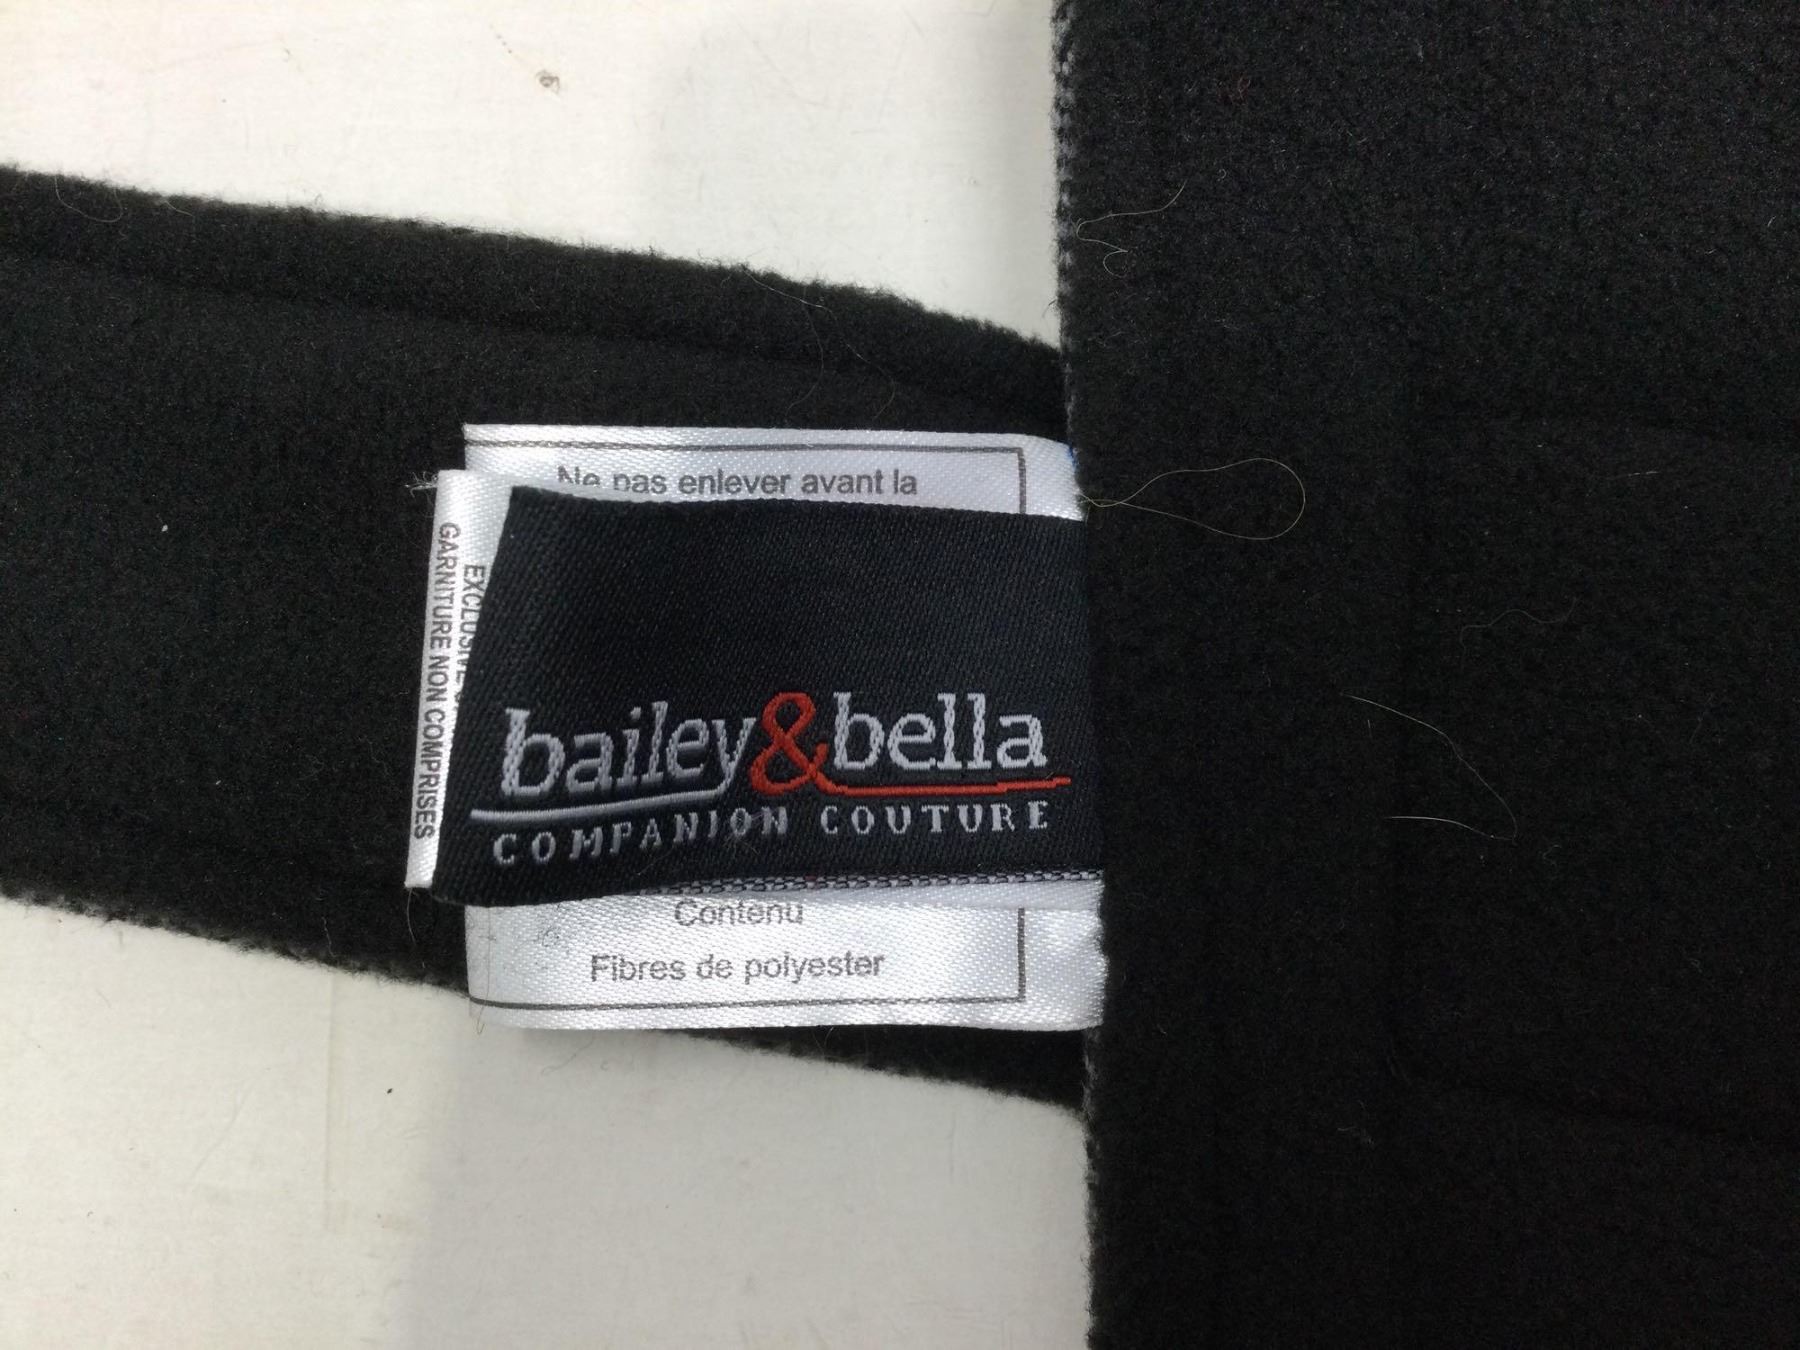 Ne pas enlever avant la
EXCLUSIVE
GARNITURE NON COMPRISES
bailey&bella
COMPANION COUTURE
Contenu
Fibres de polyester